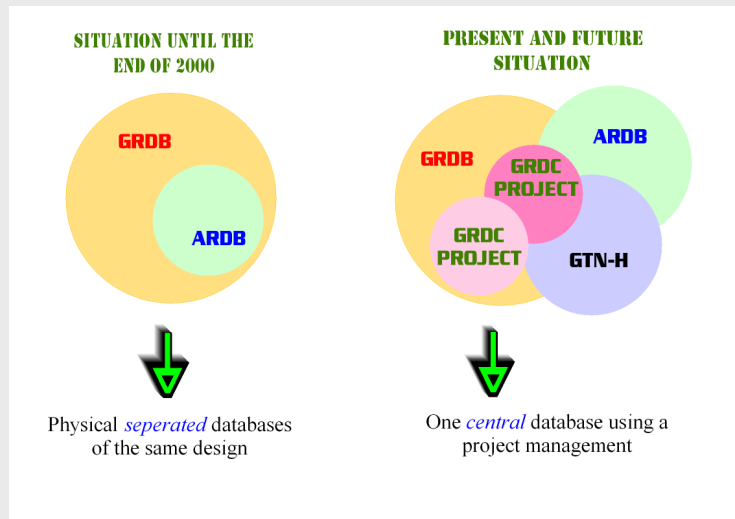 SITUATION UNTIL THE
END OF 2000
GRDB
ARDB
Physical seperated databases
of the same design
PRESENT AND FUTURE
SITUATION
ARDB
GRDB
GRDC
PROJECT
GRDC
PROJECT
GTN-H
One central database using a
project management